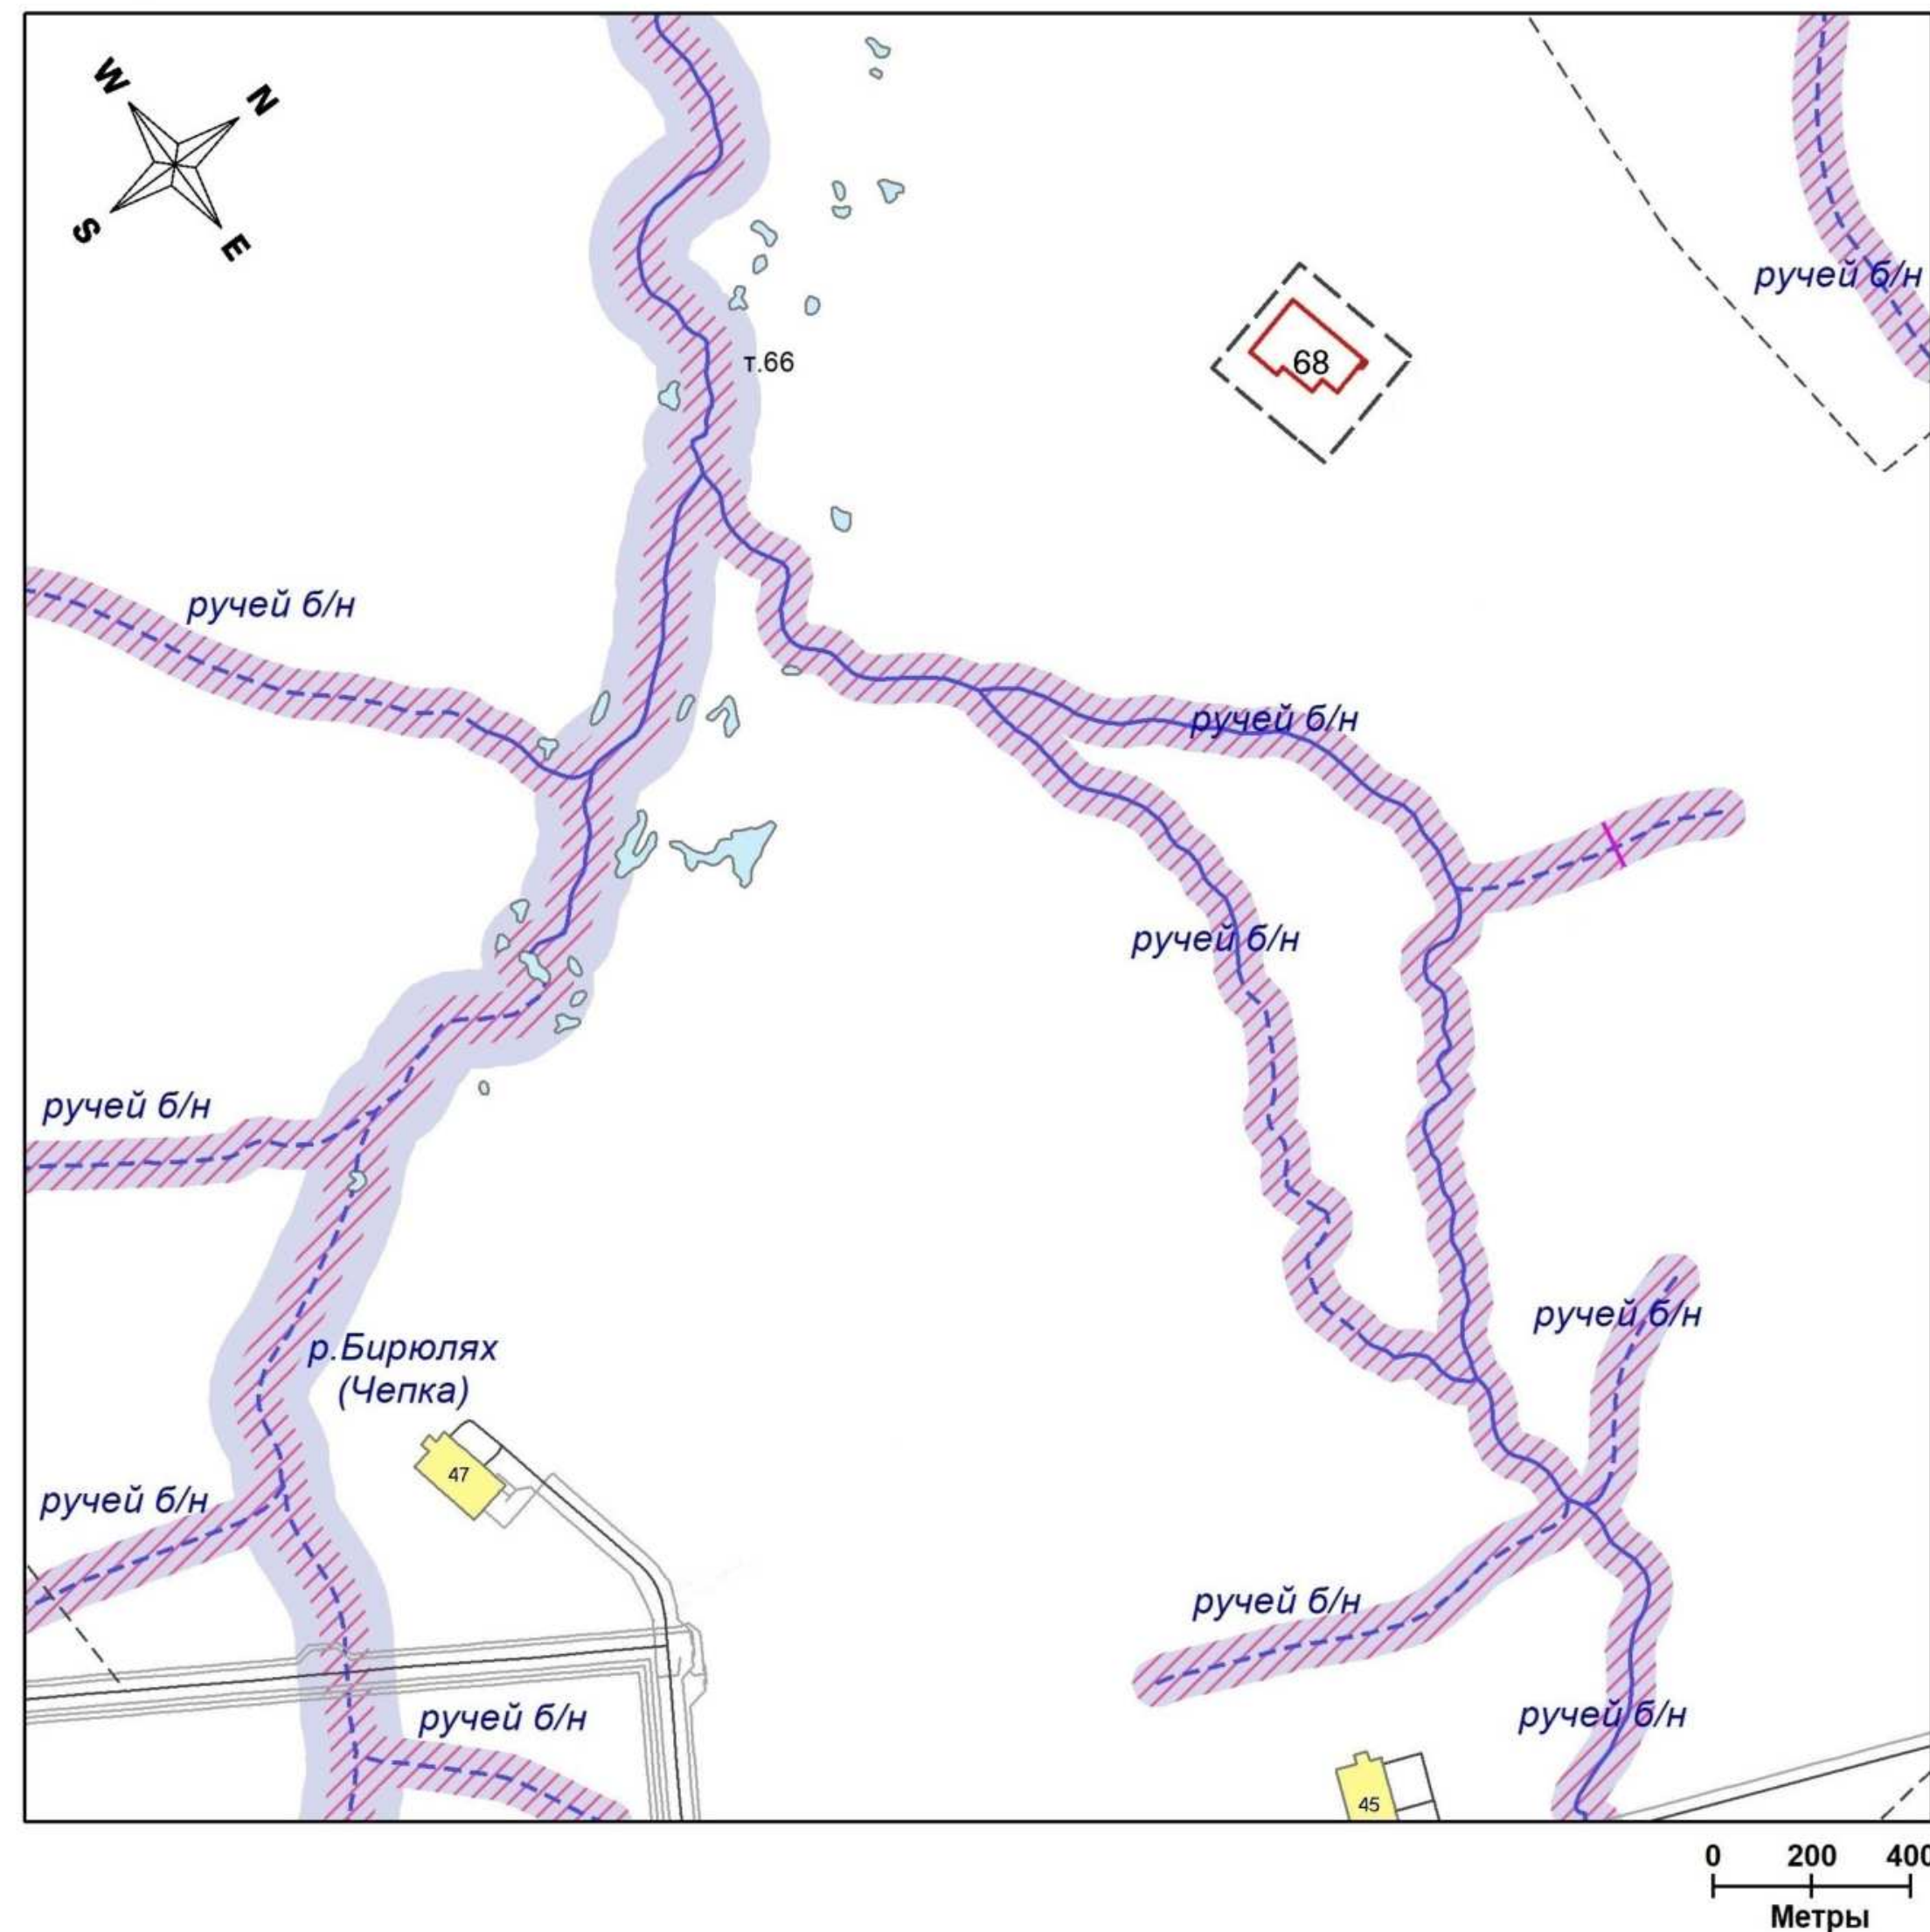 W
N
S
E
ручей б/н
т.66
68
ручей б/н
ручей б/н
ручей б/н
ручей б/н
ручей б/н
р.Бирюлях
(Чепка)
47
ручей б/н
ручей б/н
ручей б/н
ручей б/н
ручей б/н
45
0 200 400
Метры